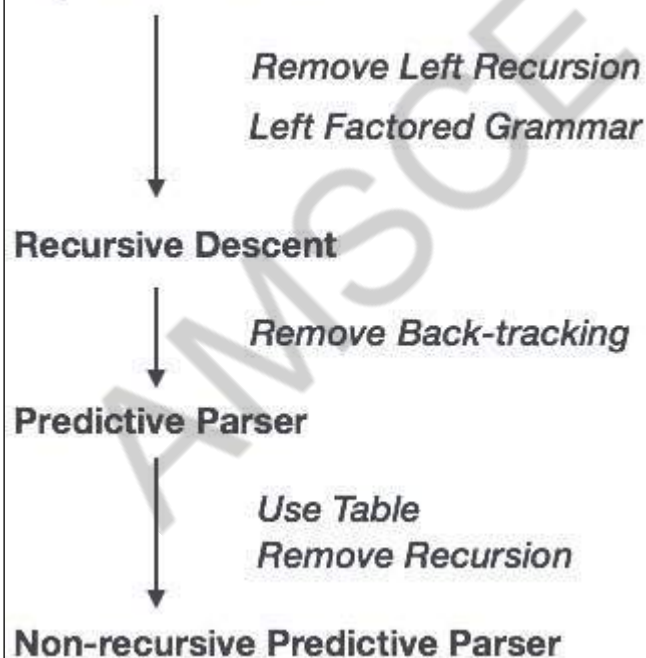 Remove Left Recursion
Left Factored Grammar
Recursive Descent
Remove Back-tracking
Predictive Parser
Use Table
Remove Recursion
Non-recursive Predictive Parser
AMSCE